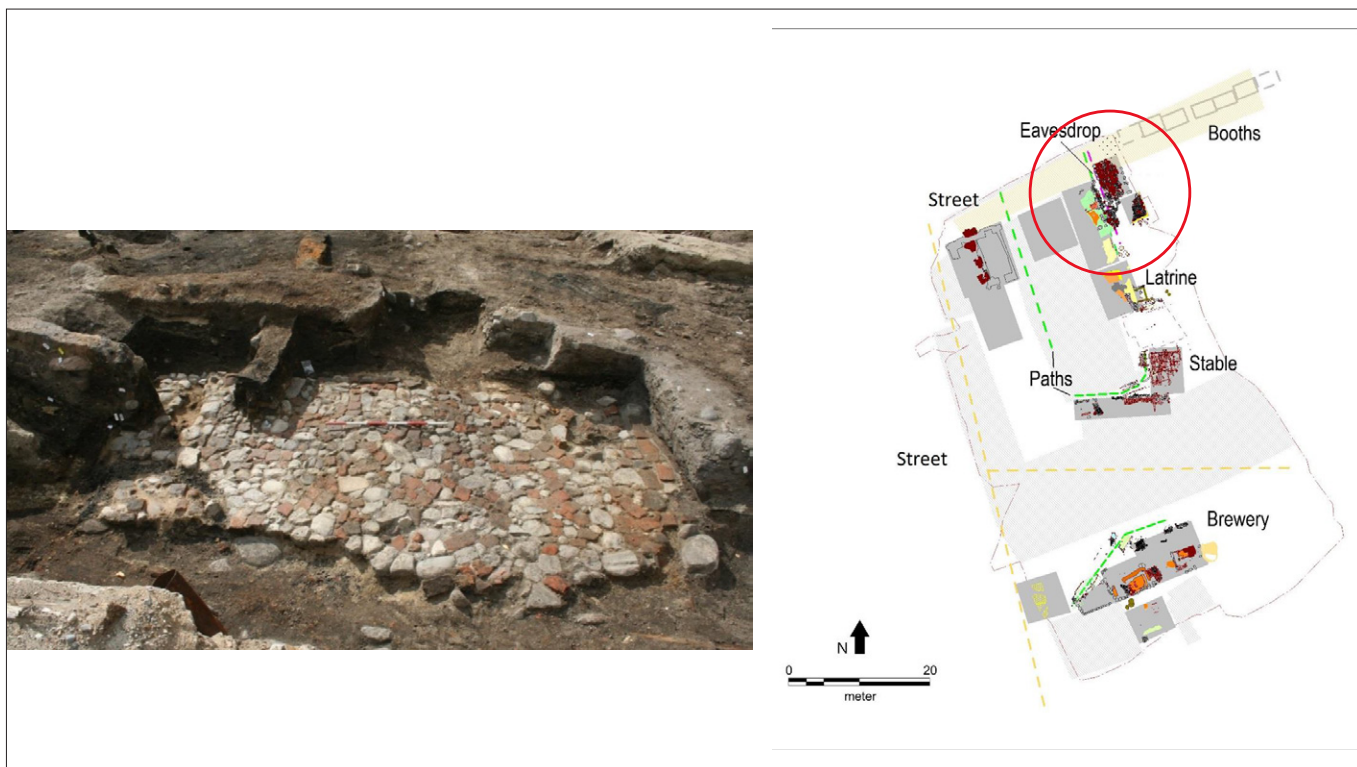 Eavesdrop
Booths
Street
Latrine
Stable
Paths
Street
Brewery
N
0 20
meter